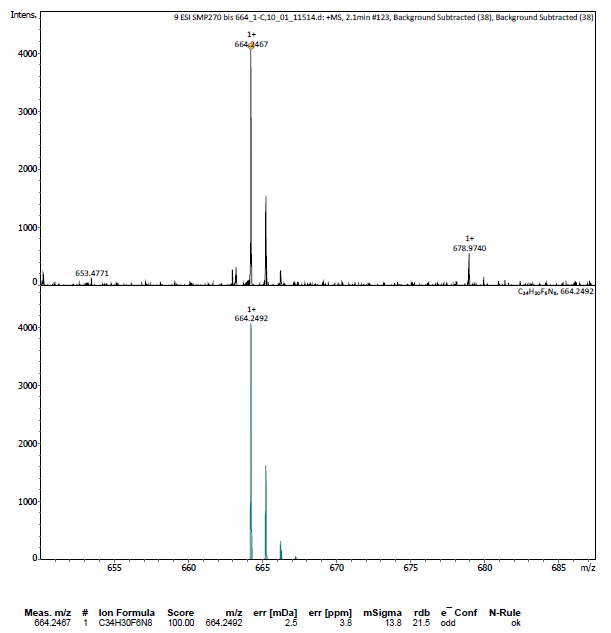 Intens.
9 ESI SMP270 bis 664_1-C,10_01_11514.d: +MS, 2.1min #123, Background Subtracted (38), Background Subtracted (38)
1+
664.2467
4000
3000
2000
1+
678.9740
1000
653.4771
0
C₃₄H₃₀F₆N₈, 664.2492
1+
664.2492
4000
3000
2000
1000
0
655 660 665 670 675 680 685 m/z
Meas. m/z # Ion Formula Score m/z err [mDa] err [ppm] mSigma rdb e⁻ Conf N-Rule
664.2467 1 C34H30F6N8 100.00 664.2492 2.5 3.8 13.8 21.5 odd ok